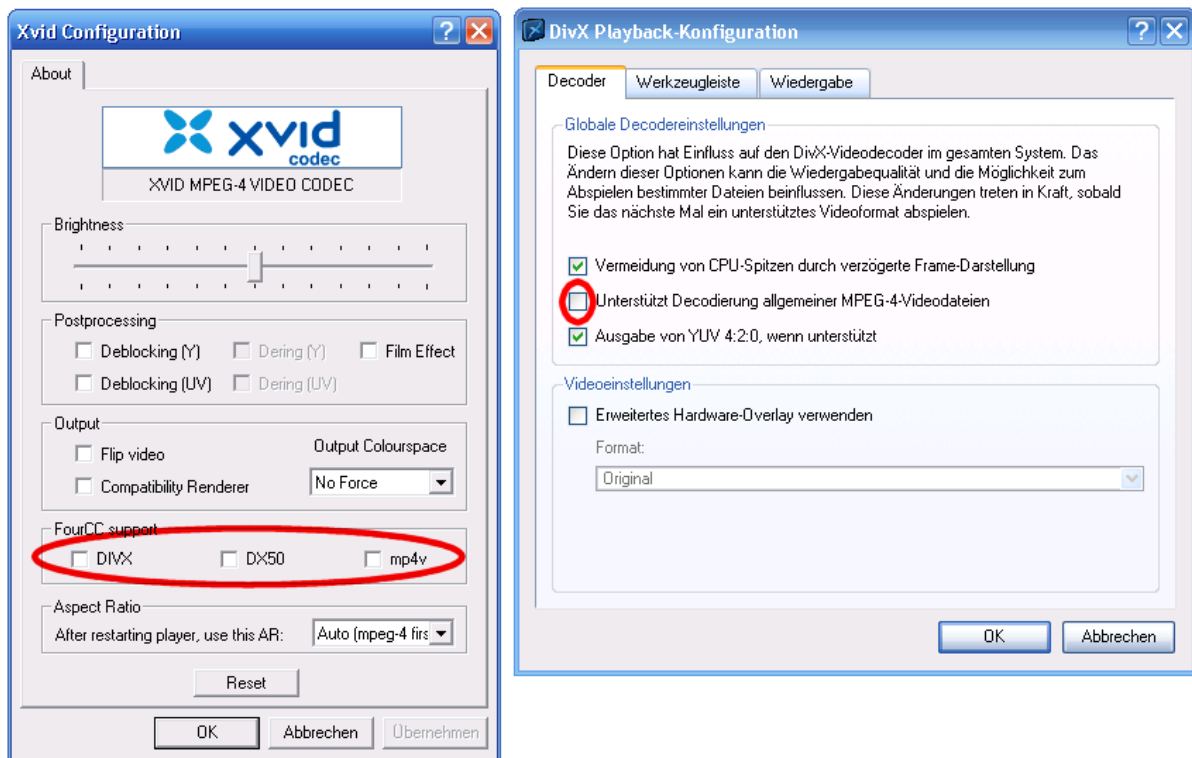 Xvid Configuration
About
xvid
codec
XVID MPEG-4 VIDEO CODEC
Brightness
Postprocessing
Deblocking (Y) Dering (Y) Film Effect
Deblocking (UV) Dering (UV)
Output
Flip video
Output Colourspace
Compatibility Renderer
No Force
FourCC support
DIVX DX50 mp4v
Aspect Ratio
After restarting player, use this AR: Auto (mpeg-4 firs
Reset
OK Abbrechen Übernehmen
DivX Playback-Konfiguration
Decoder Werkzeugleiste Wiedergabe
Globale Decodereinstellungen
Diese Option hat Einfluss auf den DivX-Videodecoder im gesamten System. Das
Ändern dieser Optionen kann die Wiedergabequalität und die Möglichkeit zum
Abspielen bestimmter Dateien beinflussen. Diese Änderungen treten in Kraft, sobald
Sie das nächste Mal ein unterstütztes Videoformat abspielen.
Vermeidung von CPU-Spitzen durch verzögerte Frame-Darstellung
Unterstützt Decodierung allgemeiner MPEG-4-Videodateien
Ausgabe von YUV 4:2:0, wenn unterstützt
Videoeinstellungen
Erweitertes Hardware-Overlay verwenden
Format:
Original
OK Abbrechen